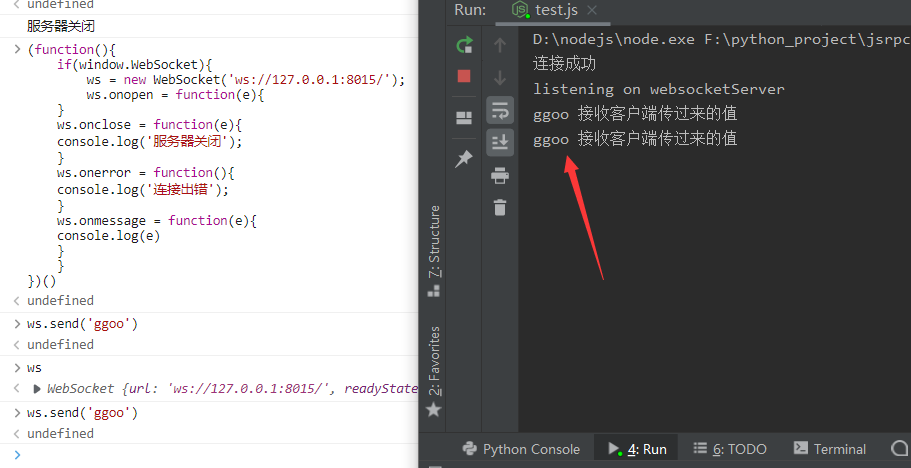 undefined
服务器关闭
(function(){
if(window.WebSocket){
ws = new WebSocket('ws://127.0.0.1:8015/');
ws.onopen = function(e){
}
ws.onclose = function(e){
console.log('服务器关闭');
}
ws.onerror = function(){
console.log('连接出错');
}
ws.onmessage = function(e){
console.log(e)
}
}
})()
undefined
ws.send('ggoo')
undefined
ws
WebSocket {url: 'ws://127.0.0.1:8015/', readyState
ws.send('ggoo')
undefined
Run: test.js
D:\nodejs\node.exe F:\python_project\jsrpc
连接成功
listening on websocketServer
ggoo 接收客户端传过来的值
ggoo 接收客户端传过来的值
7: Structure
2: Favorites
Python Console 4: Run 6: TODO Terminal